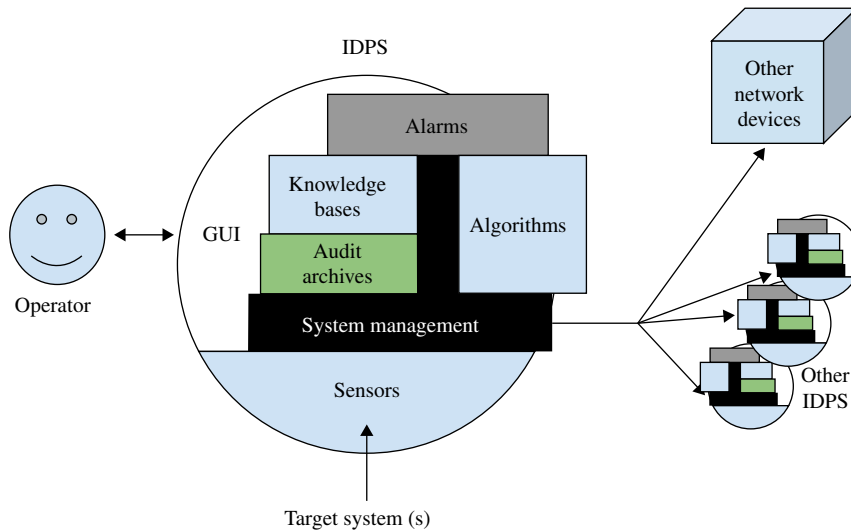 IDPS
Other
network
devices
Alarms
Knowledge
bases
Algorithms
GUI
Audit
archives
Operator
System management
Sensors
Other
IDPS
Target system (s)